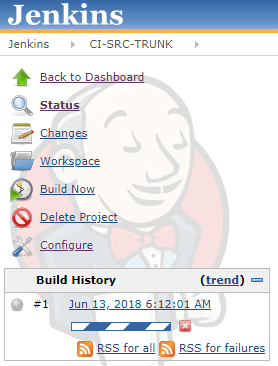 Jenkins
Jenkins CI-SRC-TRUNK
Back to Dashboard
Status
Changes
Workspace
Build Now
Delete Project
Configure
Build History (trend)
#1 Jun 13, 2018 6:12:01 AM
RSS for all RSS for failures